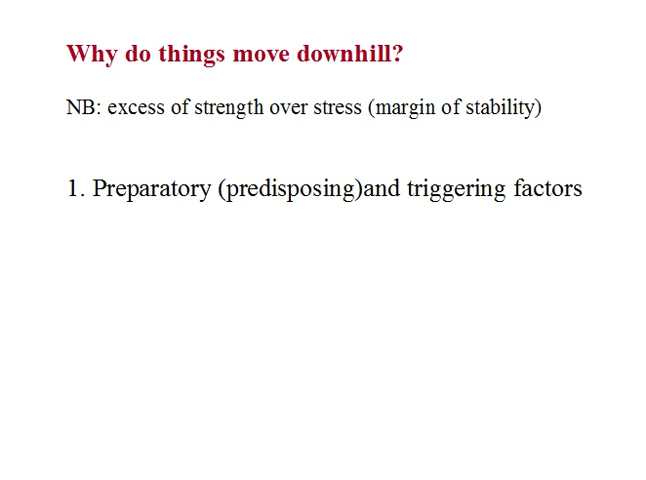 Why do things move downhill?
NB: excess of strength over stress (margin of stability)
1. Preparatory (predisposing)and triggering factors